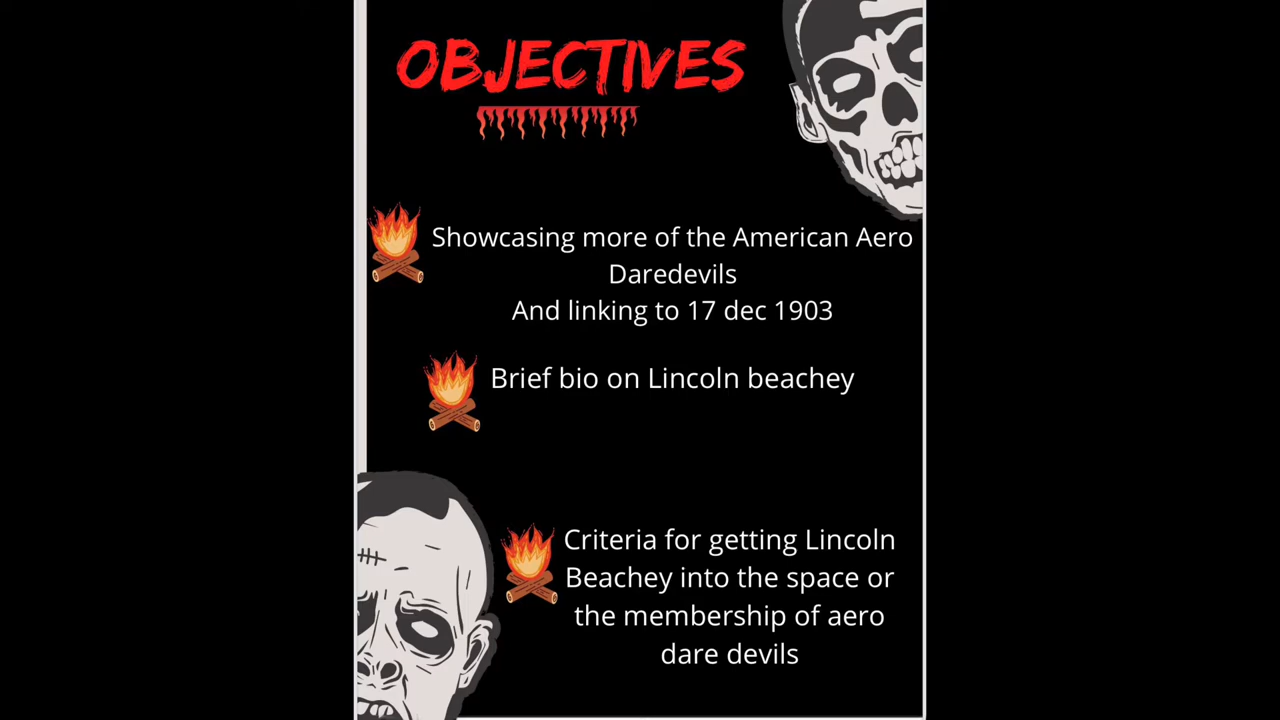 OBJECTIVES
Showcasing more of the American Aero
Daredevils
And linking to 17 dec 1903
Brief bio on Lincoln beachey
Criteria for getting Lincoln
Beachey into the space or
the membership of aero
dare devils